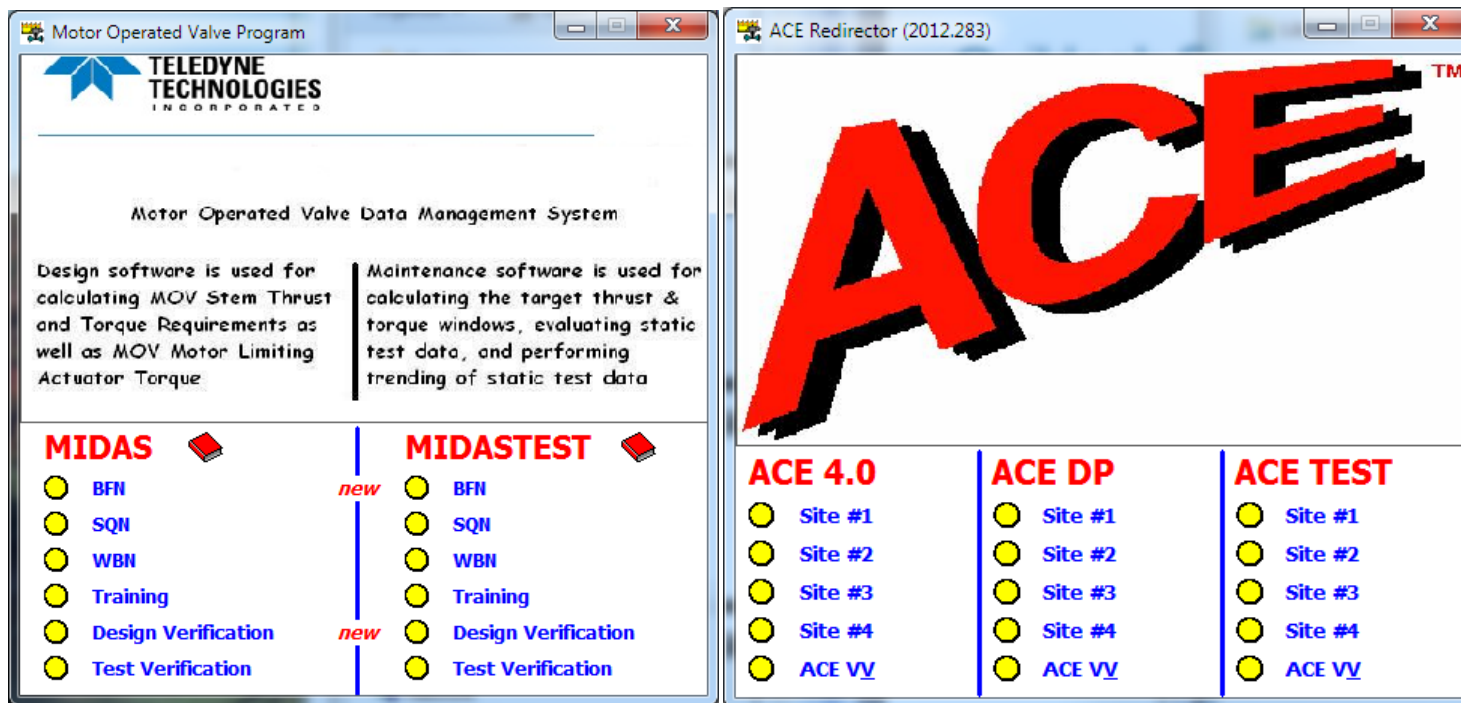 Motor Operated Valve Program
TELEDYNE
TECHNOLOGIES
INCORPORATED
Motor Operated Valve Data Management System
Design software is used for
calculating MOV Stem Thrust
and Torque Requirements as
well as MOV Motor Limiting
Actuator Torque
Maintenance software is used for
calculating the target thrust &
torque windows, evaluating static
test data, and performing
trending of static test data
MIDAS
BFN
SQN
WBN
Training
Design Verification
Test Verification
MIDASTEST
new BFN
SQN
WBN
Training
new Design Verification
Test Verification
ACE Redirector (2012.283)
ACE TM
ACE 4.0
Site #1
Site #2
Site #3
Site #4
ACE VV
ACE DP
Site #1
Site #2
Site #3
Site #4
ACE VV
ACE TEST
Site #1
Site #2
Site #3
Site #4
ACE VV